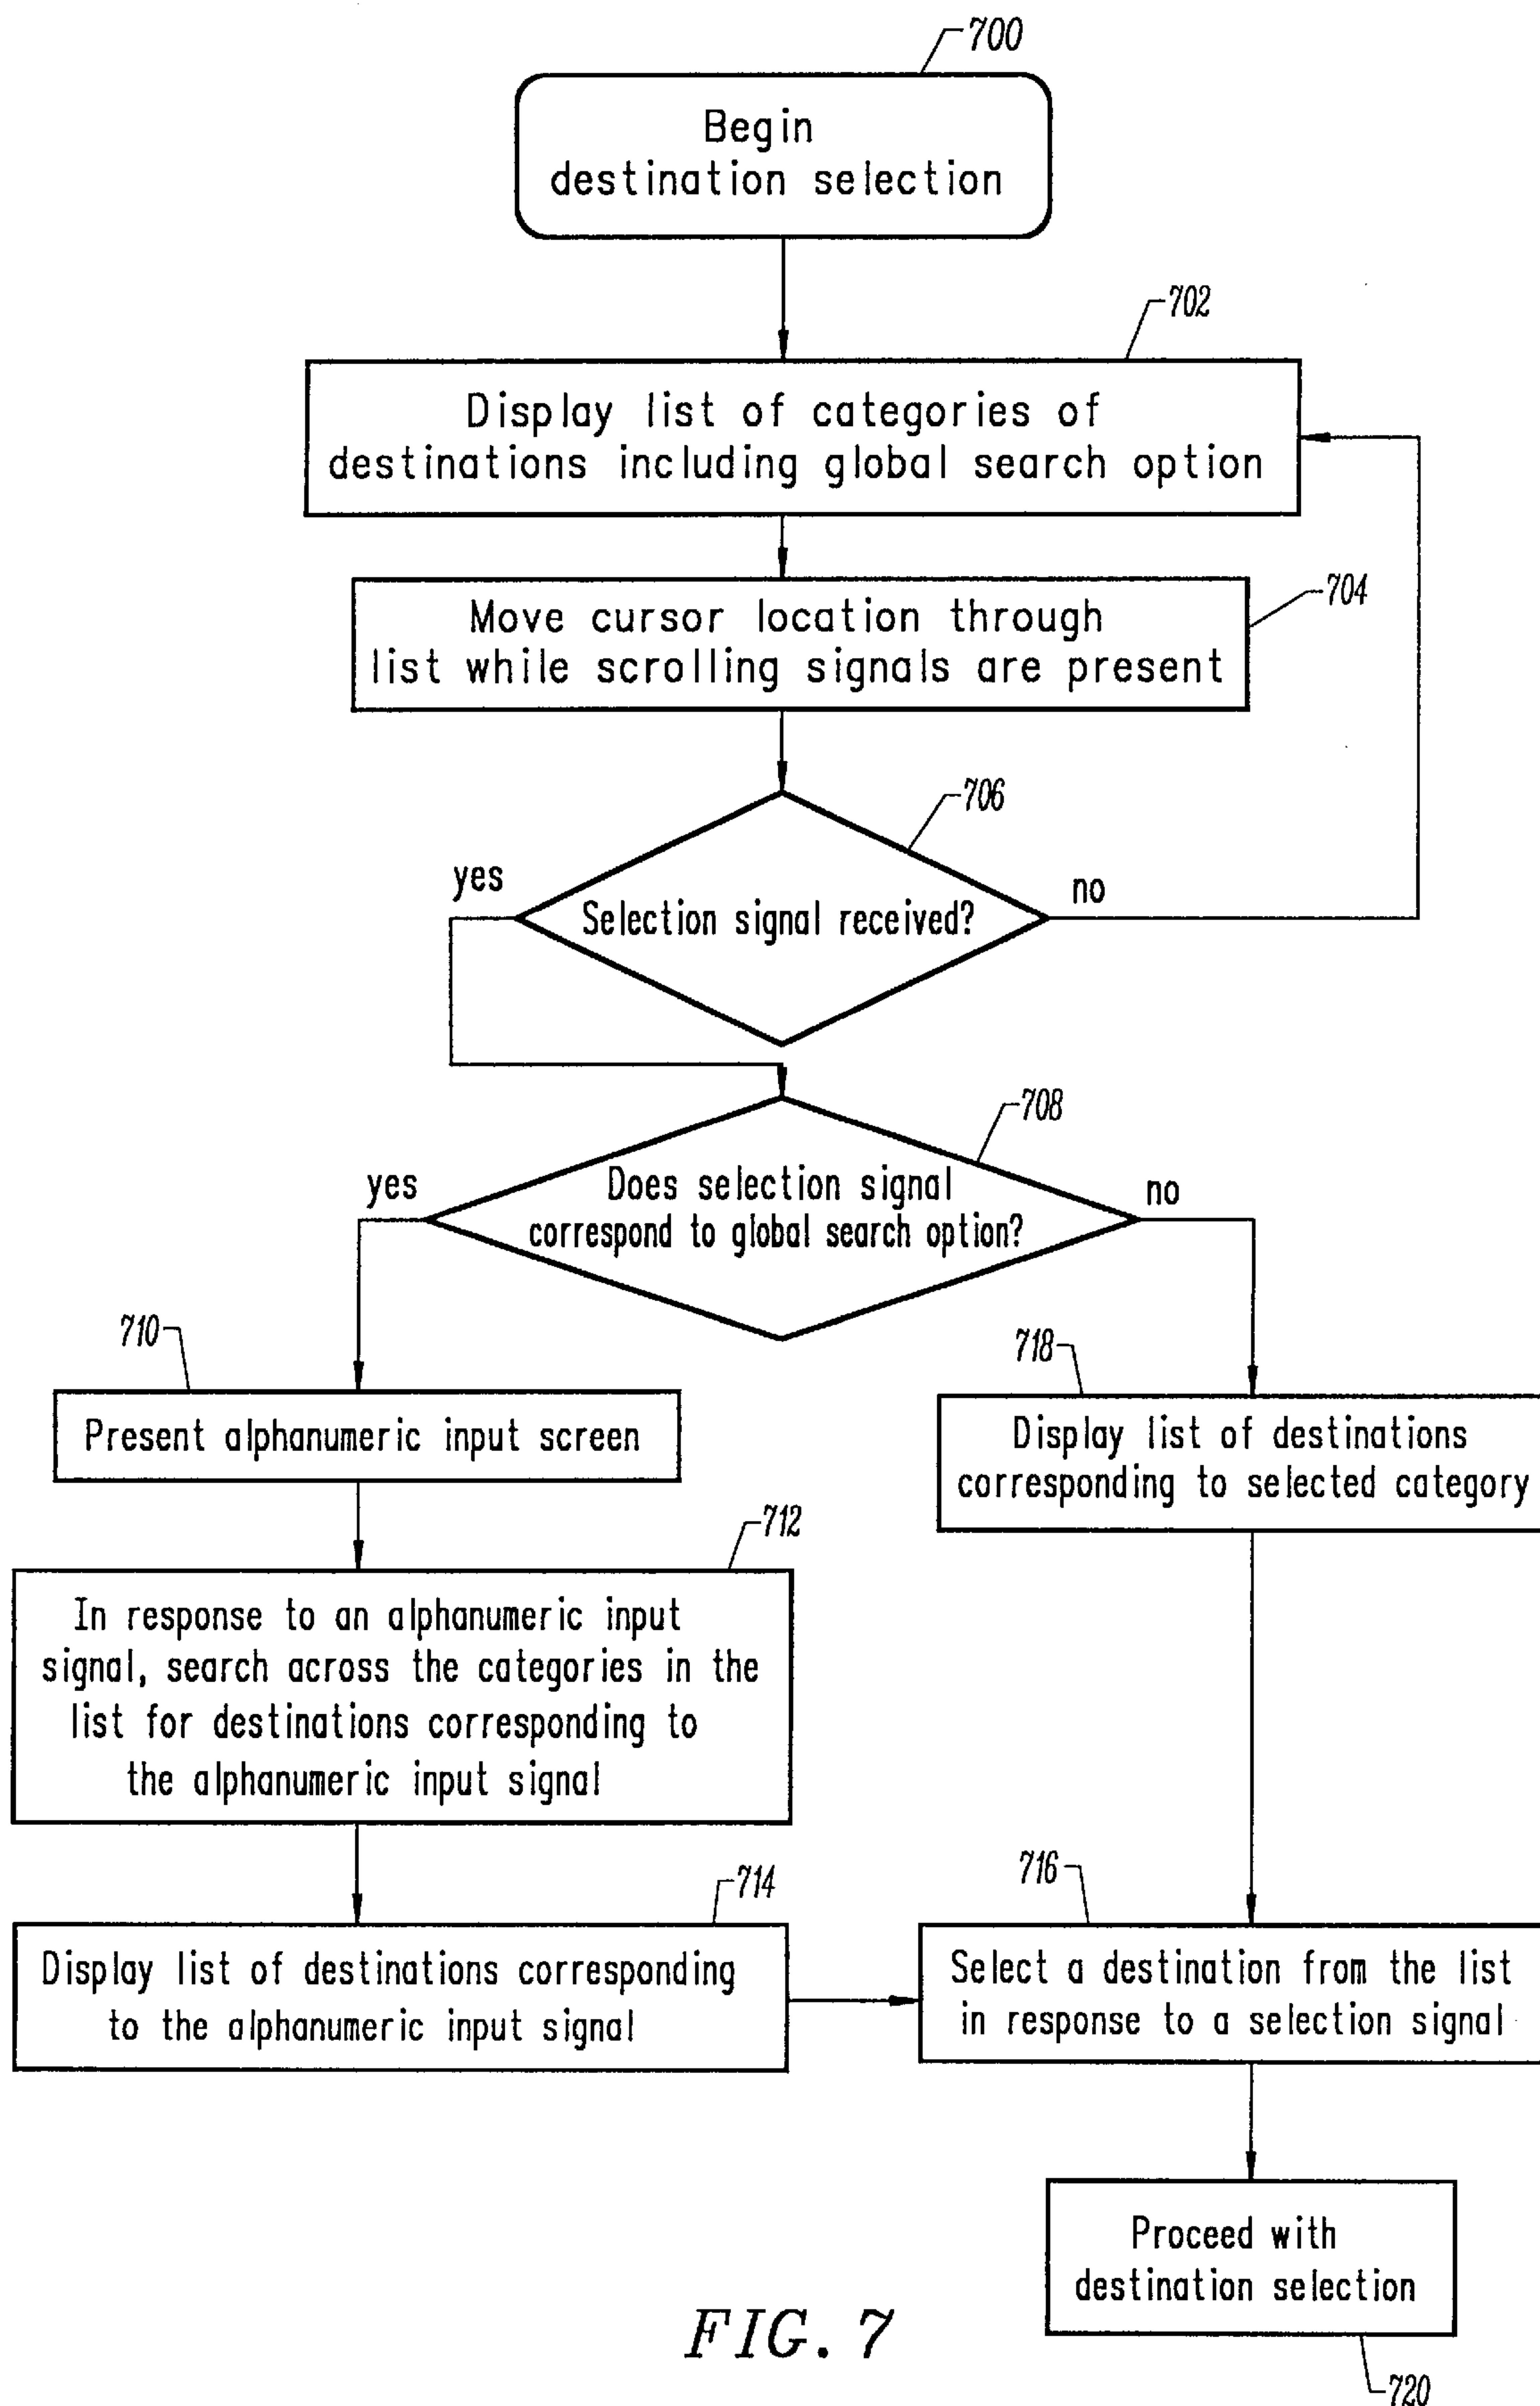 700
Begin
destination selection
702
Display list of categories of
destinations including global search option
704
Move cursor location through
list while scrolling signals are present
706
yes
no
Selection signal received?
708
yes
no
Does selection signal
correspond to global search option?
710
Present alphanumeric input screen
718
Display list of destinations
corresponding to selected category
712
In response to an alphanumeric input
signal, search across the categories in the
list for destinations corresponding to
the alphanumeric input signal
714
Display list of destinations corresponding
to the alphanumeric input signal
716
Select a destination from the list
in response to a selection signal
Proceed with
destination selection
720
FIG. 7